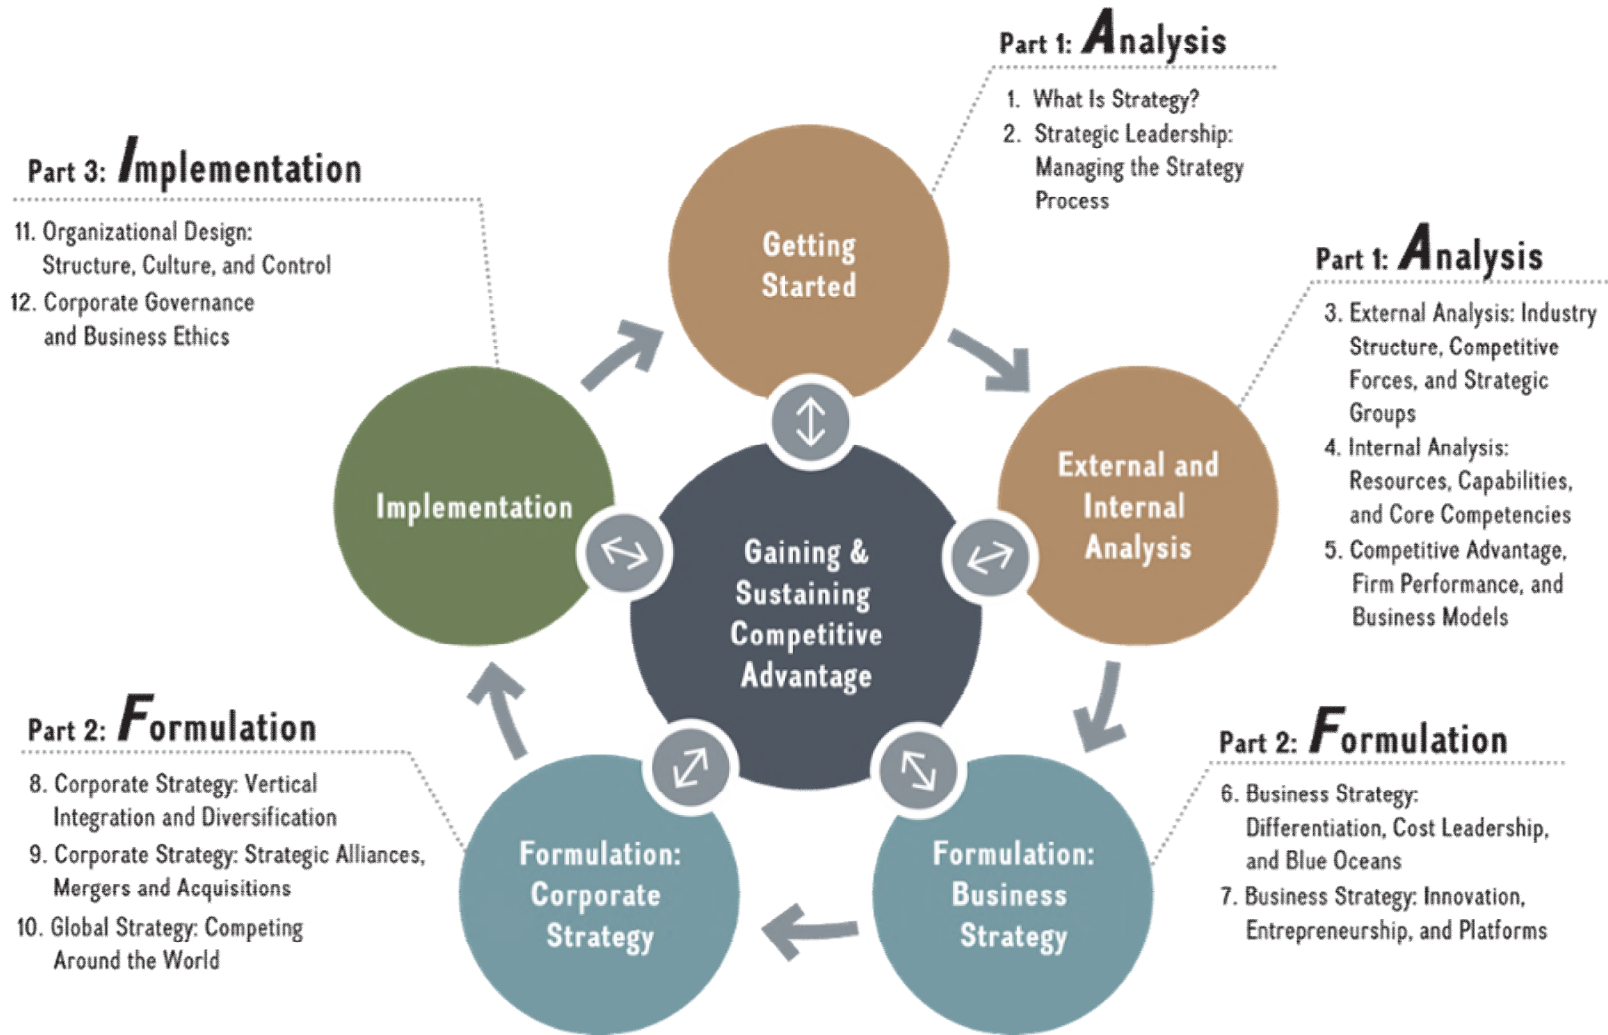 Part 1: Analysis
1. What Is Strategy?
2. Strategic Leadership:
Managing the Strategy
Process
Part 3: Implementation
11. Organizational Design:
Structure, Culture, and Control
12. Corporate Governance
and Business Ethics
Getting
Started
Part 1: Analysis
3. External Analysis: Industry
Structure, Competitive
Forces, and Strategic
Groups
4. Internal Analysis:
Resources, Capabilities,
and Core Competencies
5. Competitive Advantage,
Firm Performance, and
Business Models
External and
Internal
Analysis
Implementation
Gaining &
Sustaining
Competitive
Advantage
Part 2: Formulation
8. Corporate Strategy: Vertical
Integration and Diversification
9. Corporate Strategy: Strategic Alliances,
Mergers and Acquisitions
10. Global Strategy: Competing
Around the World
Formulation:
Corporate
Strategy
Formulation:
Business
Strategy
Part 2: Formulation
6. Business Strategy:
Differentiation, Cost Leadership,
and Blue Oceans
7. Business Strategy: Innovation,
Entrepreneurship, and Platforms